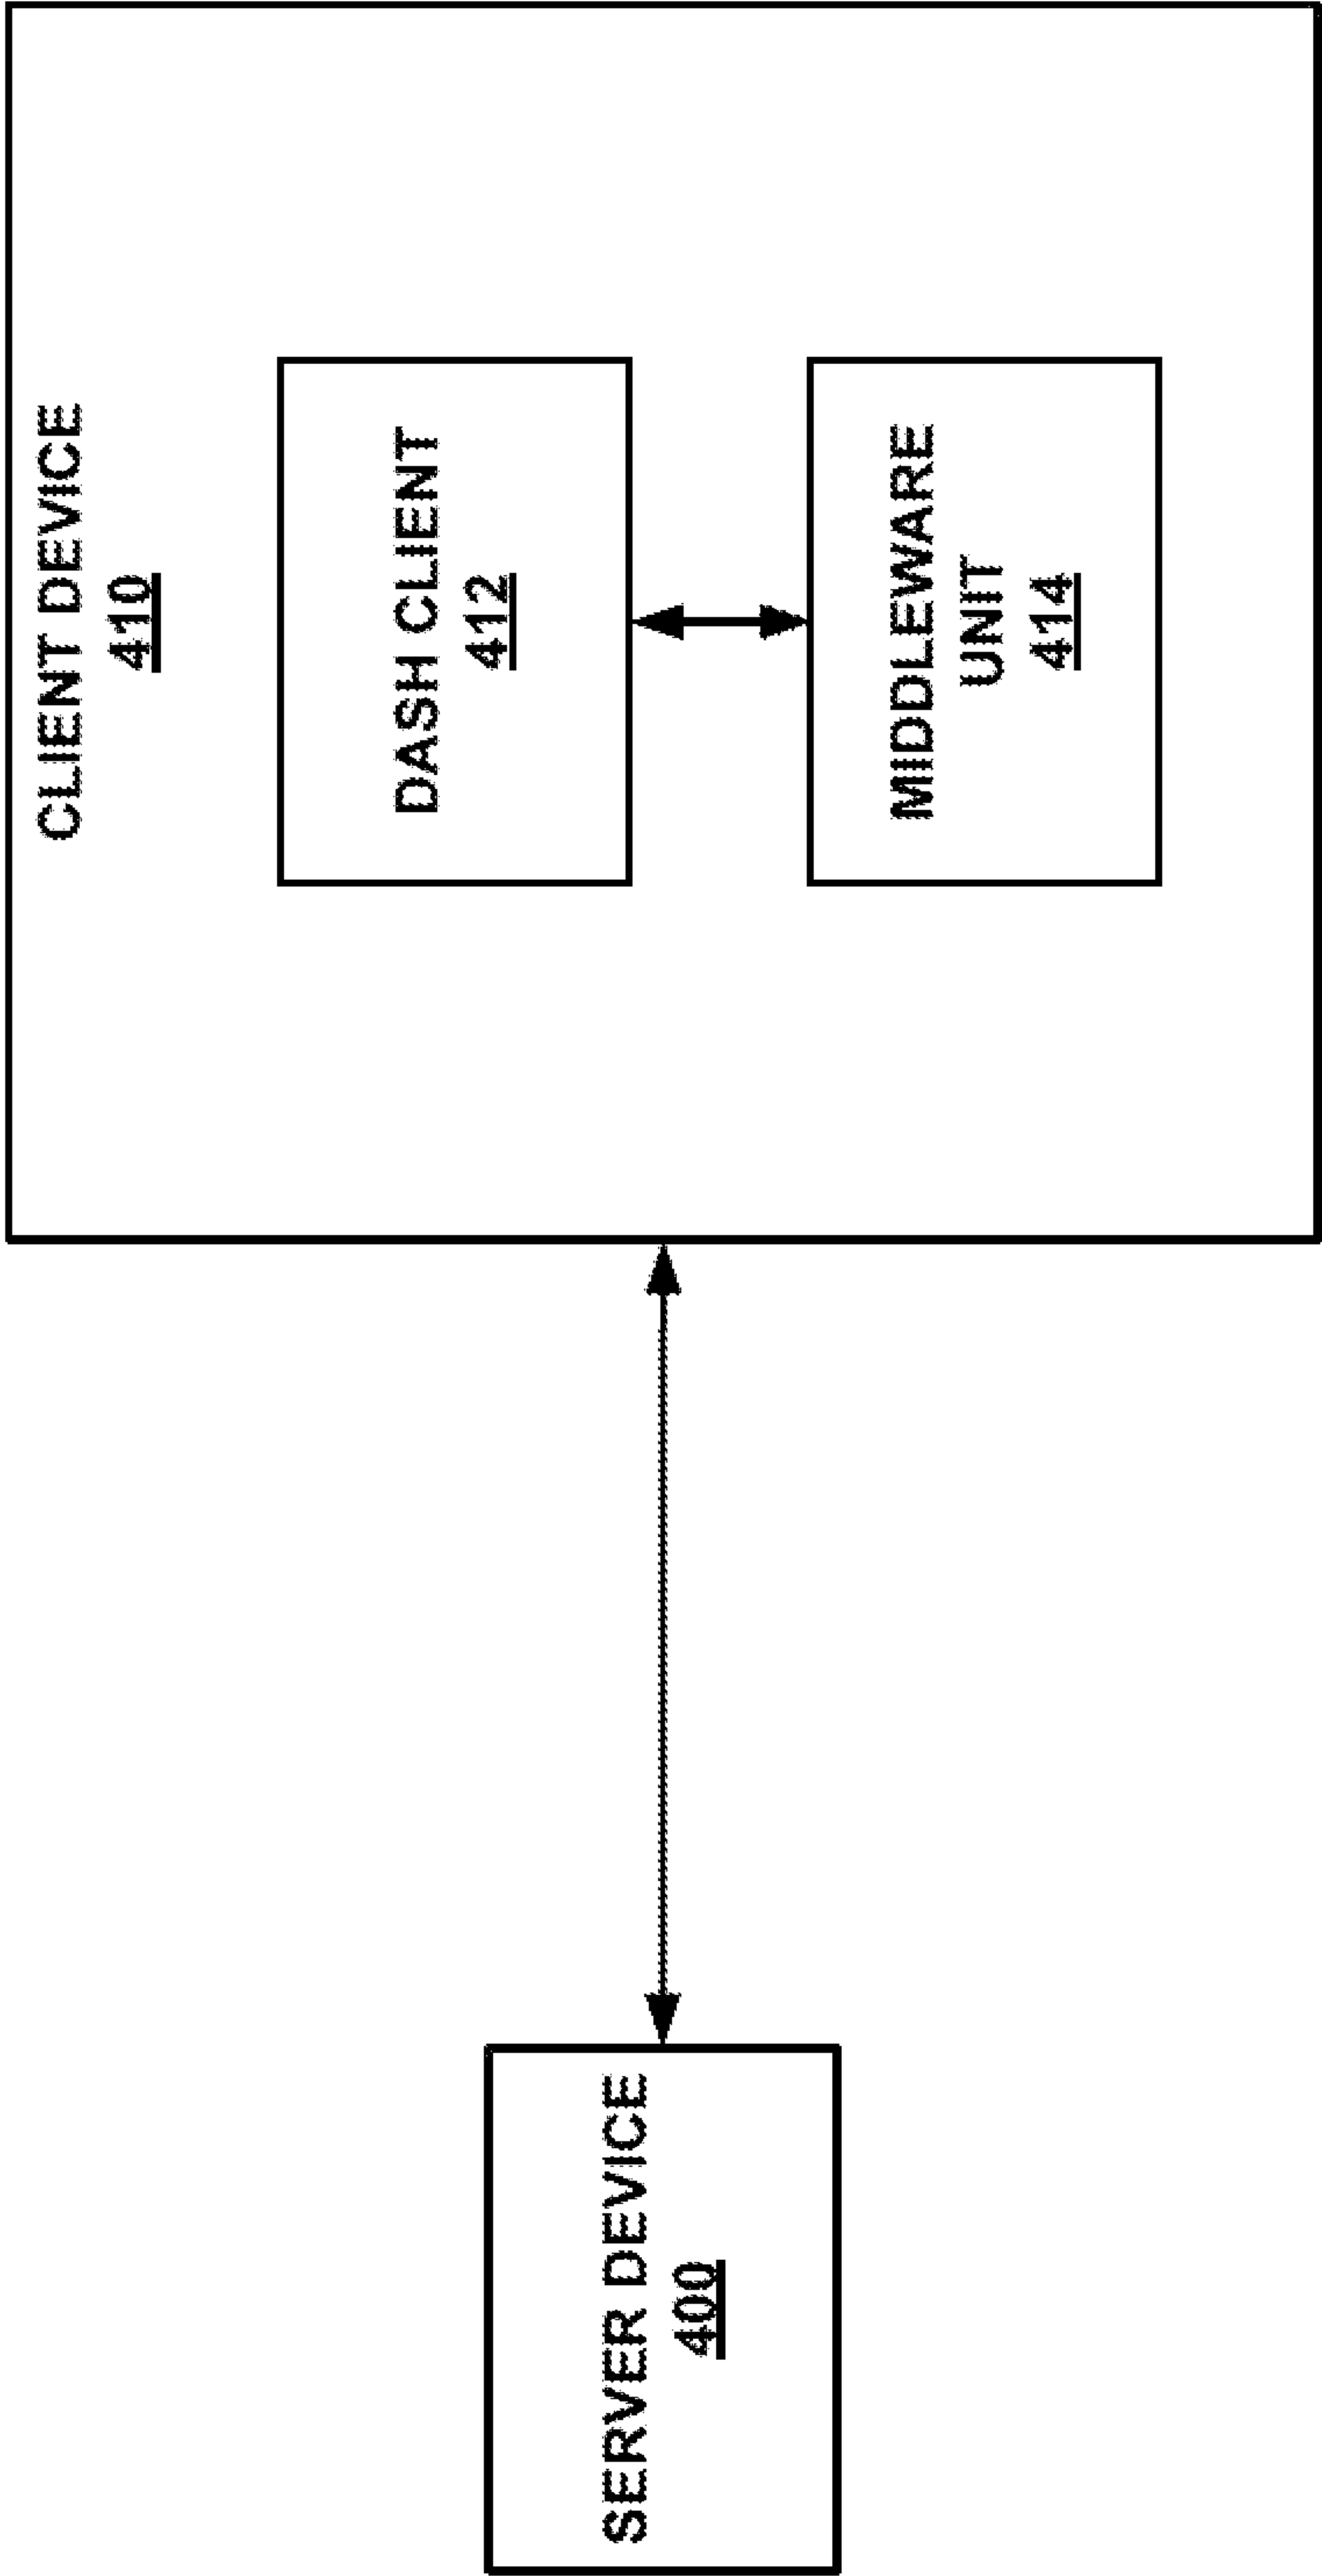 SERVER DEVICE
400
CLIENT DEVICE
410
DASH CLIENT
412
MIDDLEWARE
UNIT
414